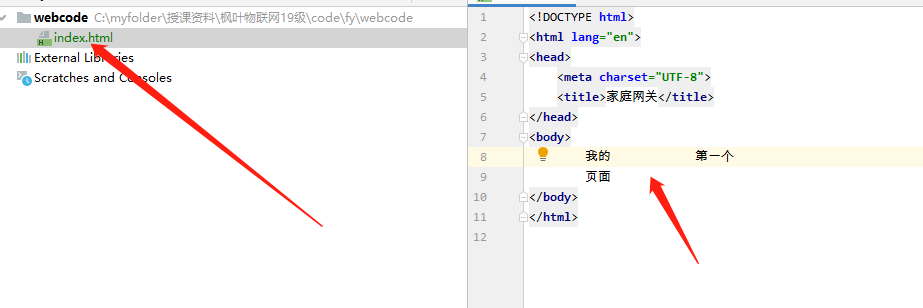 webcode C:\myfolder\授课资料\枫叶物联网19级\code\fy\webcode
index.html
External Libraries
Scratches and Consoles
1 <!DOCTYPE html>
2 <html lang="en">
3 <head>
4 <meta charset="UTF-8">
5 <title>家庭网关</title>
6 </head>
7 <body>
8 我的 第一个
9 页面
10 </body>
11 </html>
12